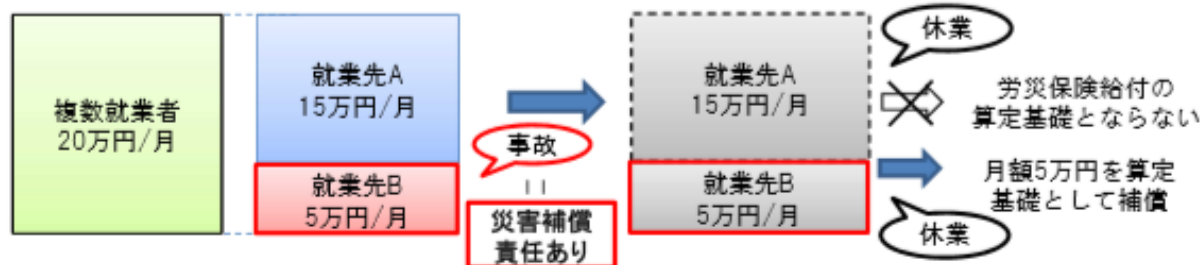 複数就業者
20万円/月
就業先A
15万円/月
就業先B
5万円/月
事故
災害補償
責任あり
就業先A
15万円/月
就業先B
5万円/月
休業
労災保険給付の
算定基礎とならない
月額5万円を算定
基礎として補償
休業